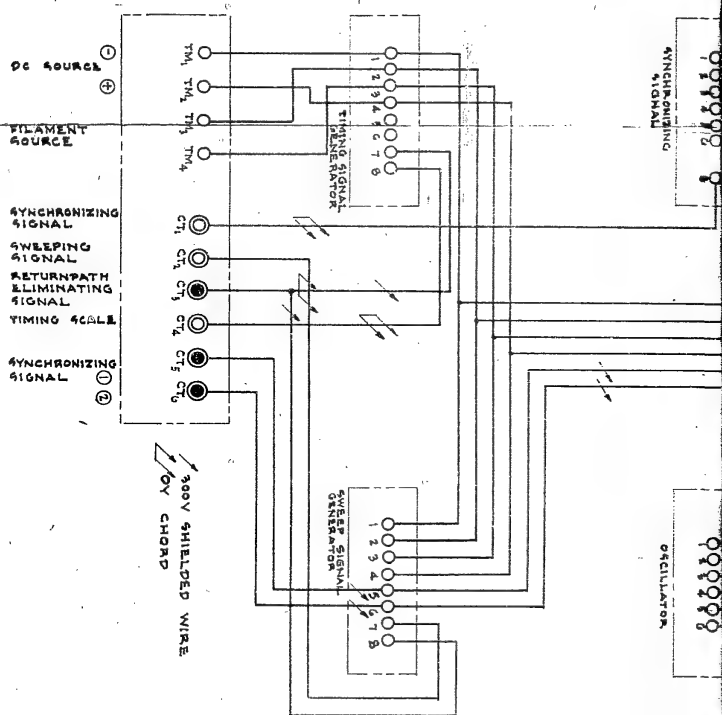 DC SOURCE
⊖
⊕
FILAMENT
SOURCE
SYNCHRONIZING
SIGNAL
SWEEPING
SIGNAL
RETURNPATH
ELIMINATING
SIGNAL
TIMING SCALE
SYNCHRONIZING
SIGNAL ①
②
TM1
TM2
TM3
TM4
CT1
CT2
CT3
CT4
CT5
CT6
300V SHIELDED WIRE
OY CHORD
1
2
3
4
5
6
7
8
TIMING SIGNAL
GENERATOR
SWEEP SIGNAL
GENERATOR
1
2
3
4
5
6
7
8
SYNCHRONIZING
SIGNAL
OSCILLATOR